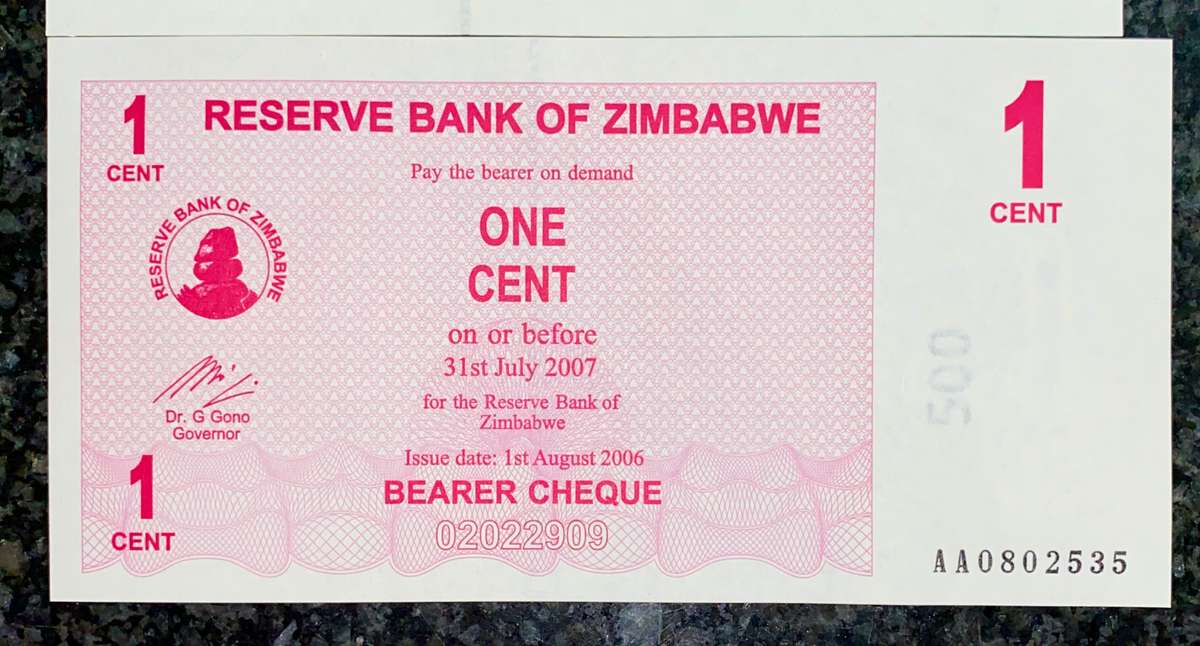 1
CENT
RESERVE BANK OF ZIMBABWE
Pay the bearer on demand
ONE
CENT
on or before
31st July 2007
for the Reserve Bank of
Zimbabwe
Issue date: 1st August 2006
BEARER CHEQUE
02022909
RESERVE BANK OF ZIMBABWE
Dr. G Gono
Governor
1
CENT
1
CENT
500
AA0802535